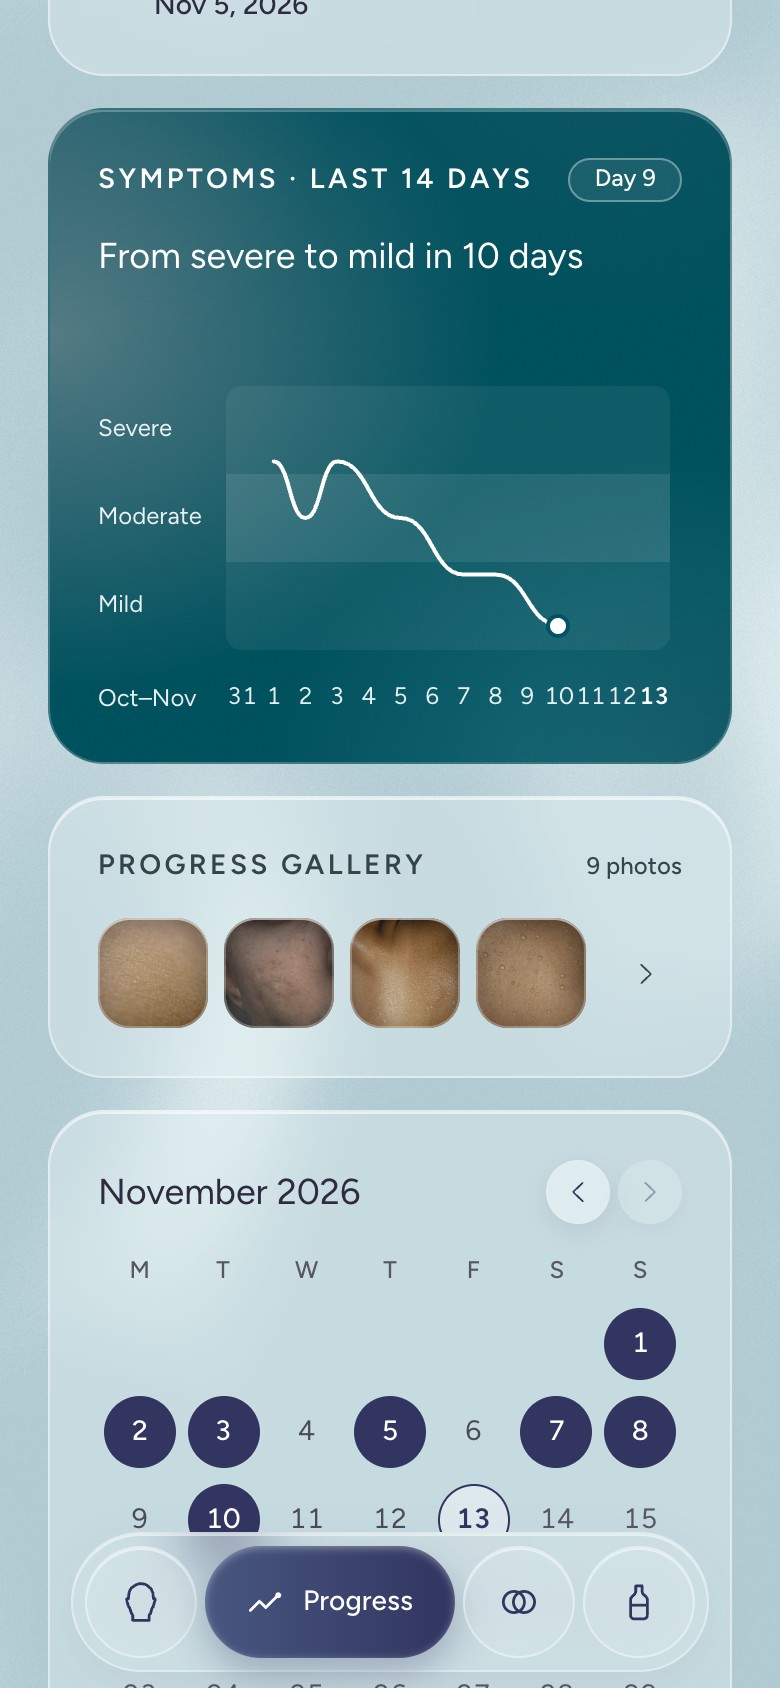 Nov 5, 2026
SYMPTOMS · LAST 14 DAYS
Day 9
From severe to mild in 10 days
Severe
Moderate
Mild
Oct–Nov 31 1 2 3 4 5 6 7 8 9 10 11 12 13
PROGRESS GALLERY
9 photos
November 2026
M T W T F S S
1
2 3 4 5 6 7 8
9 10 11 12 13 14 15
Progress